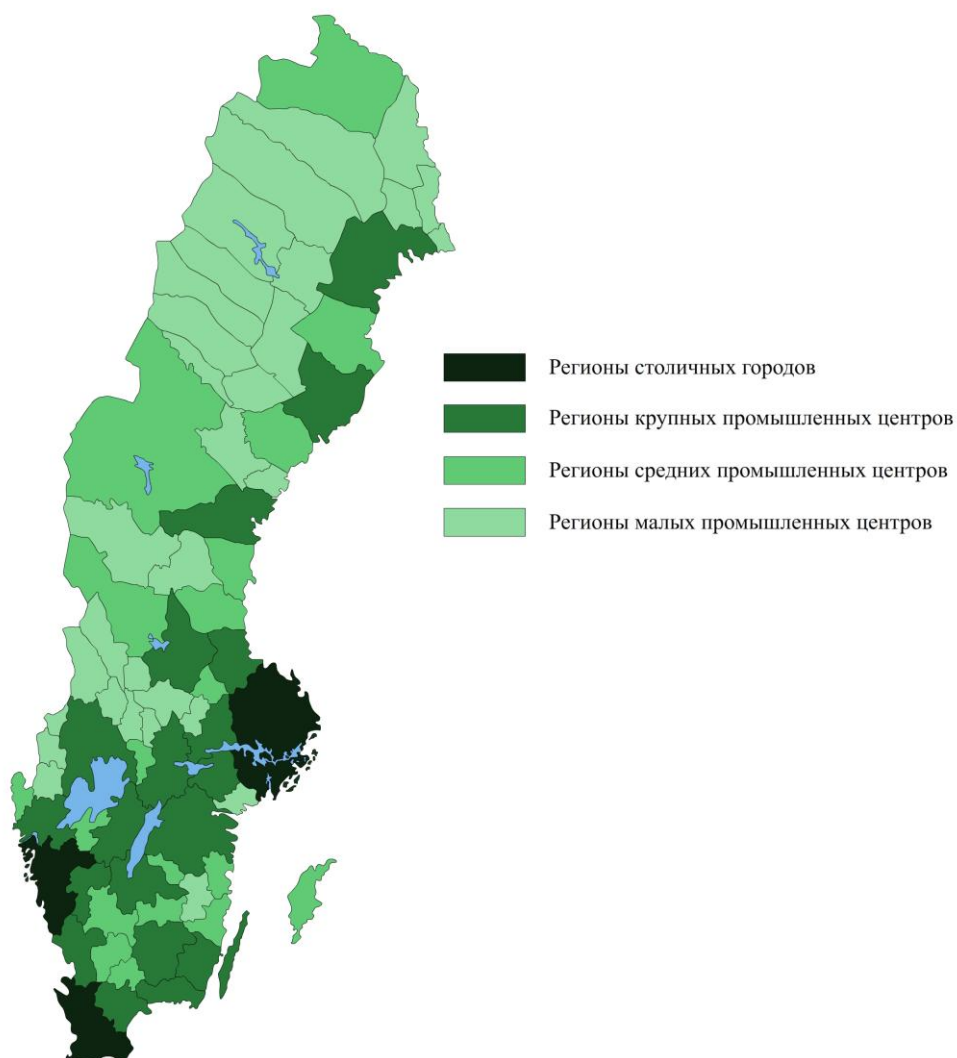 Регионы столичных городов
Регионы крупных промышленных центров
Регионы средних промышленных центров
Регионы малых промышленных центров